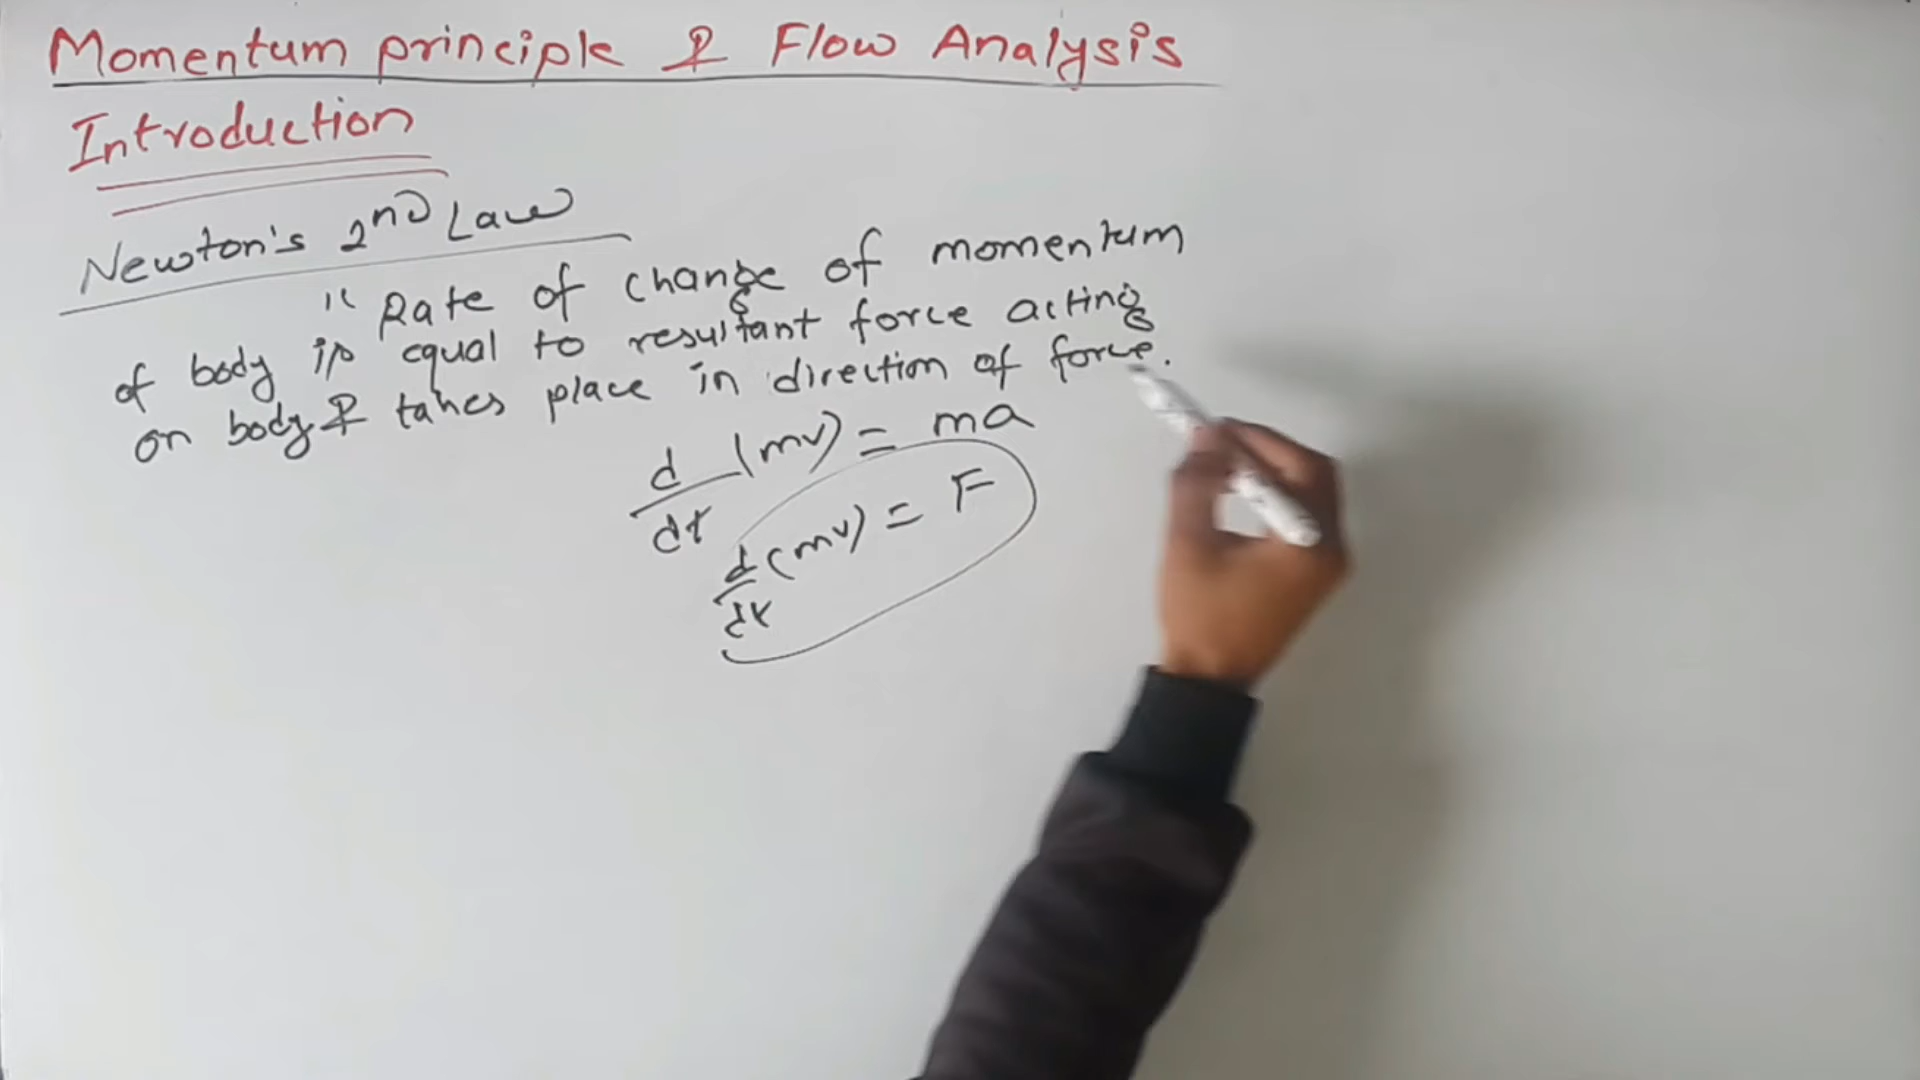 Momentum principle & Flow Analysis
Introduction
Newton's 2nd Law
" Rate of change of momentum
of body is equal to resultant force acting
on body & takes place in direction of force.
d/dt (mv) = ma
d/dt (mv) = F